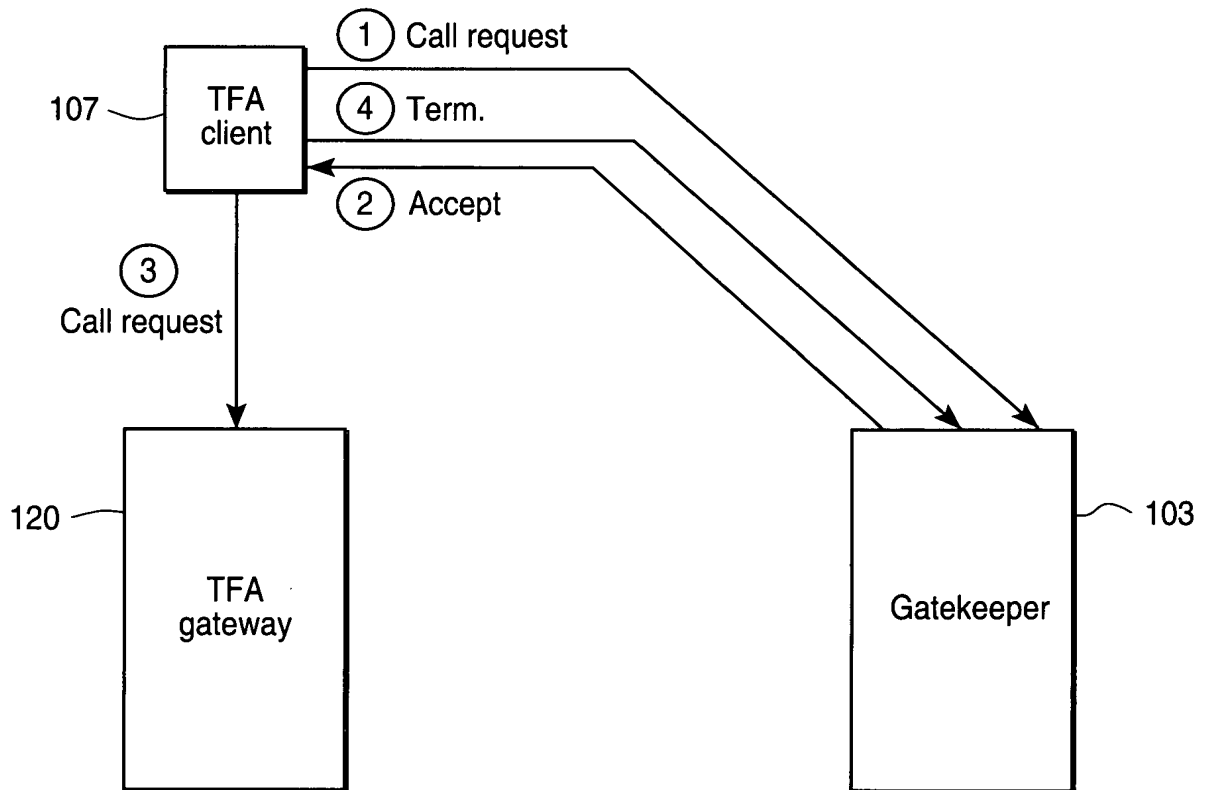 1 Call request
107
TFA
client
4 Term.
2 Accept
3
Call request
120
TFA
gateway
Gatekeeper
103